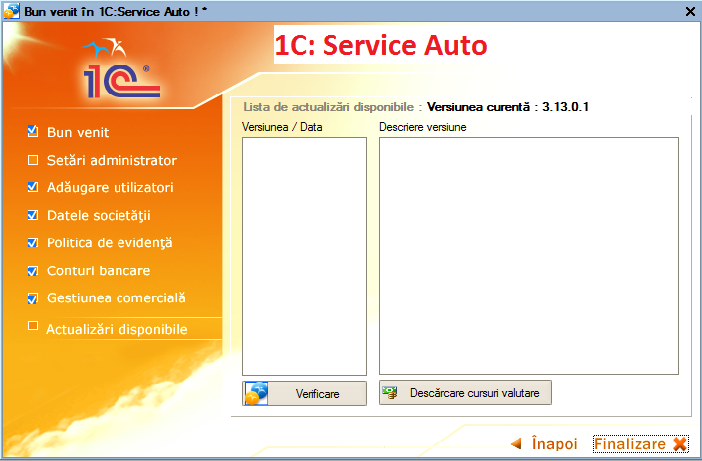 Bun venit în 1C:Service Auto ! *
1C: Service Auto
1C®
Lista de actualizări disponibile : Versiunea curentă : 3.13.0.1
Versiunea / Data
Descriere versiune
Bun venit
Setări administrator
Adăugare utilizatori
Datele societăţii
Politica de evidenţă
Conturi bancare
Gestiunea comercială
Actualizări disponibile
Verificare
Descărcare cursuri valutare
Înapoi
Finalizare